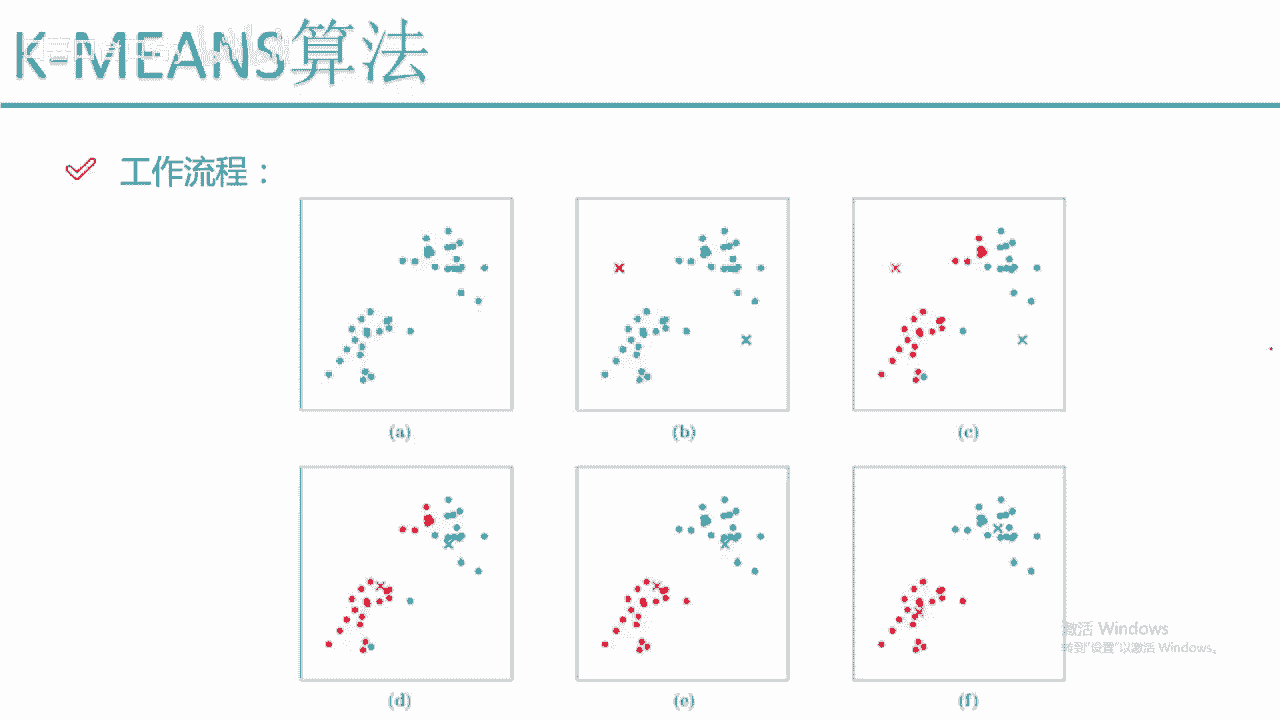 K-MEANS算法
工作流程：
(a)
(b)
(c)
(d)
(e)
(f)
激活 Windows
转到"设置"以激活 Windows。